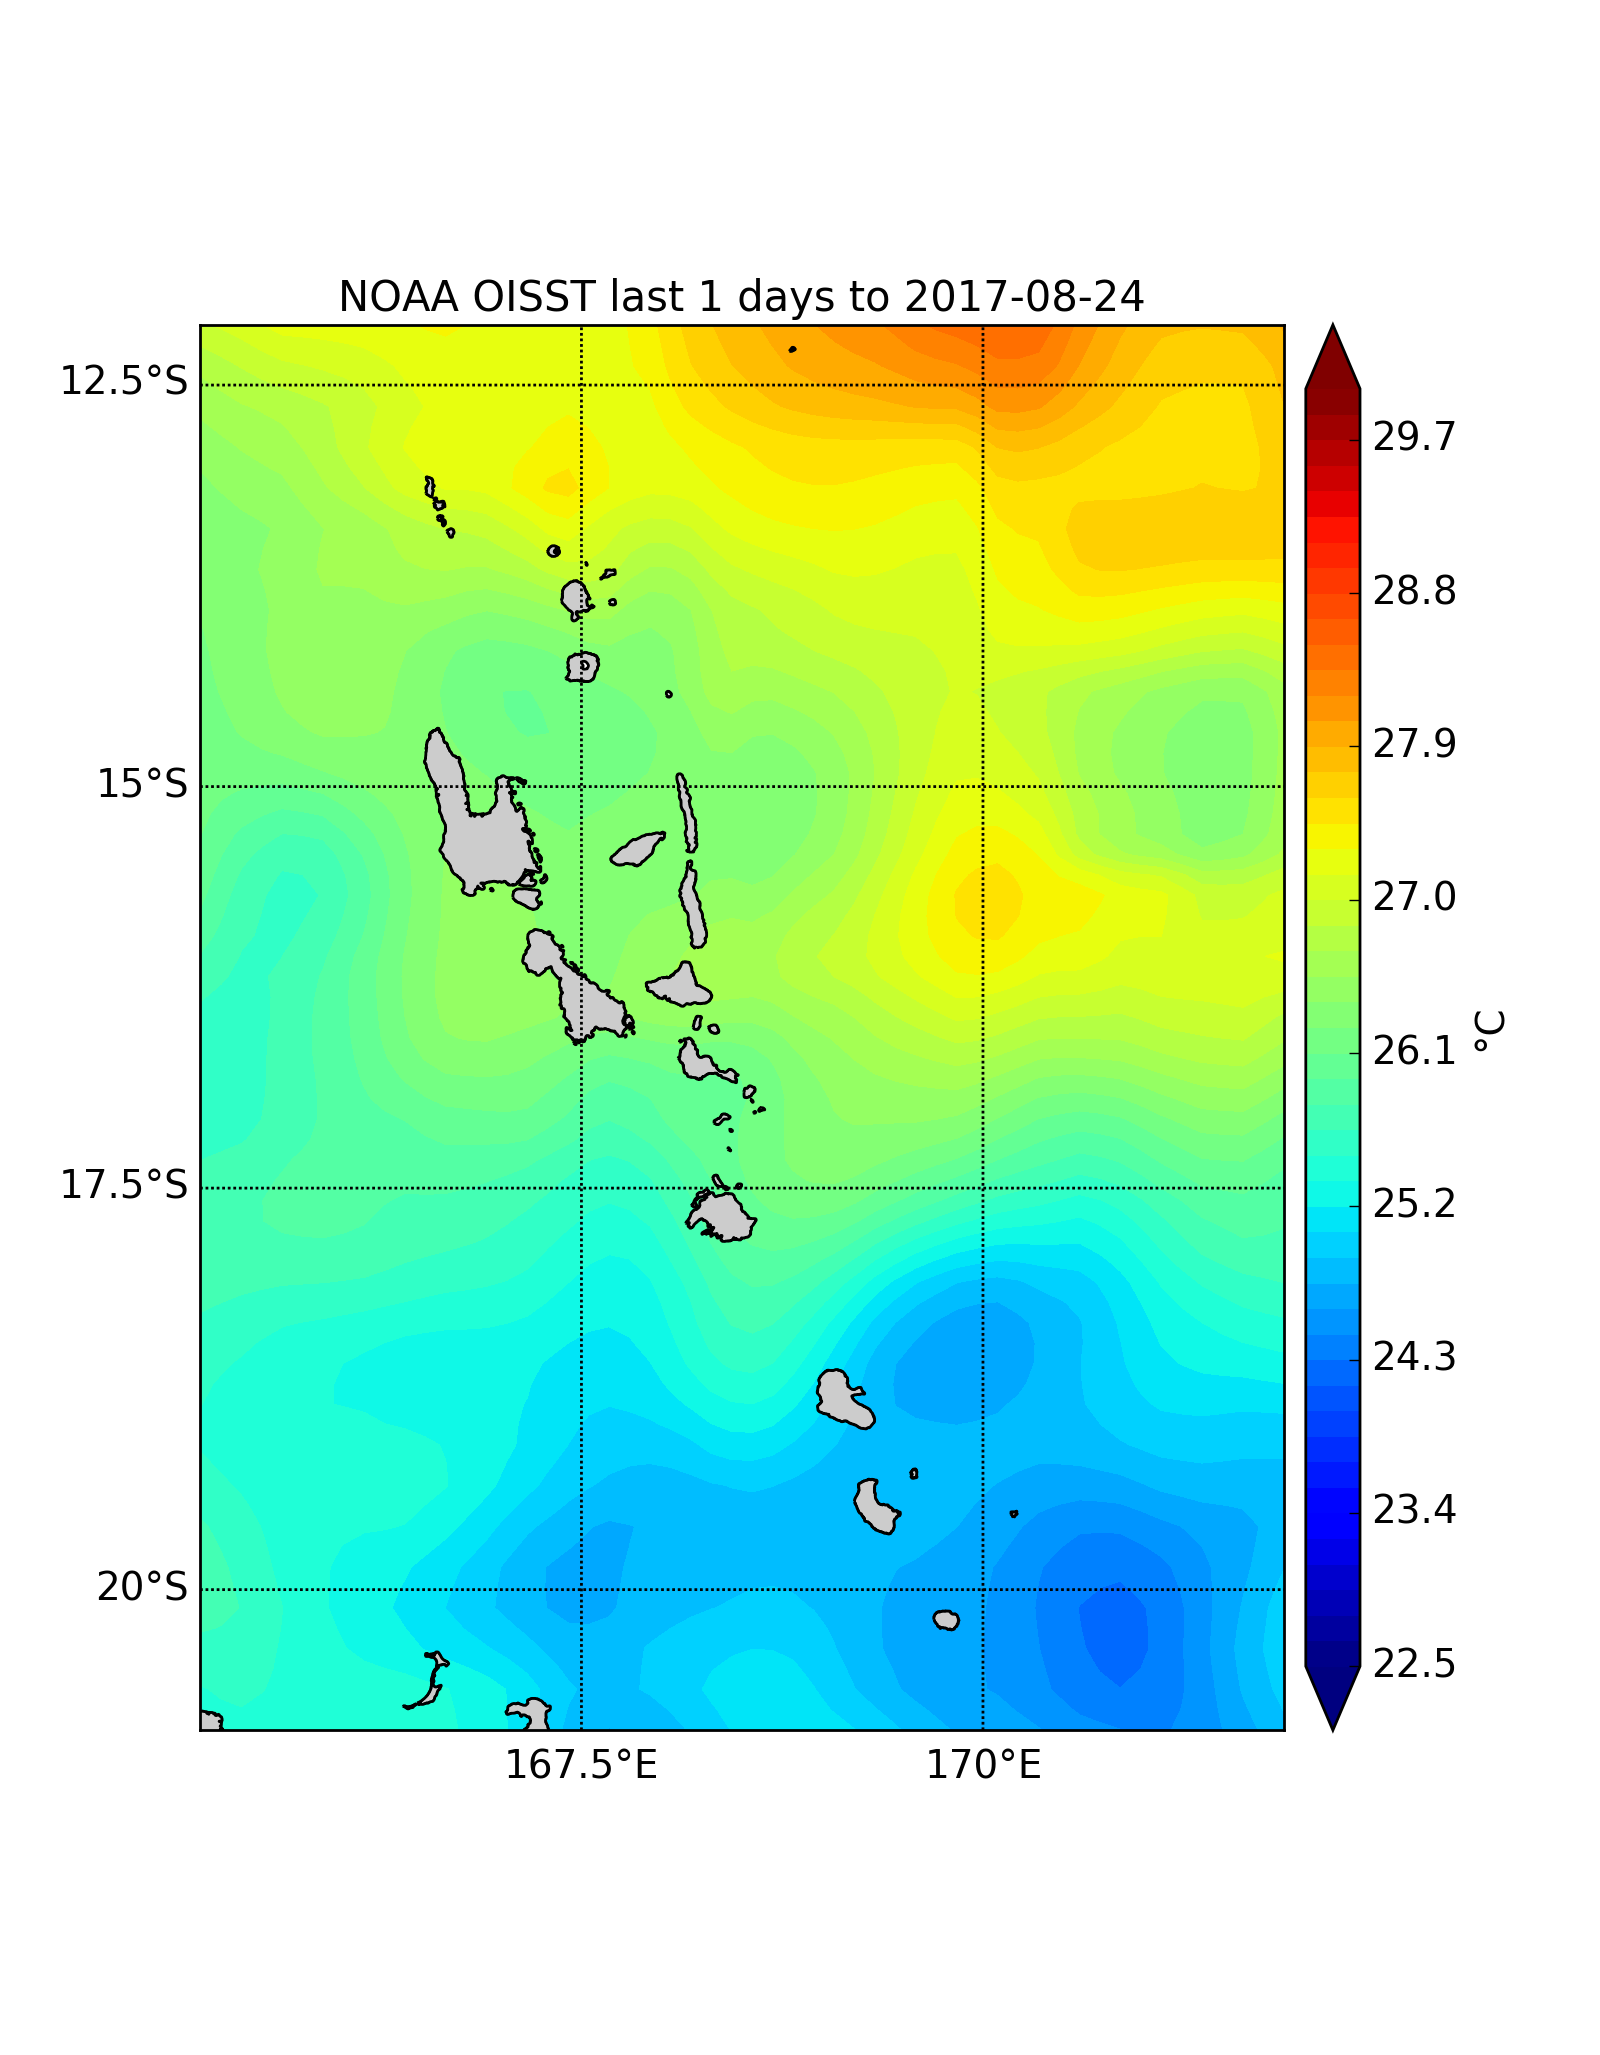 NOAA OISST last 1 days to 2017-08-24
12.5°S
15°S
17.5°S
20°S
167.5°E
170°E
29.7
28.8
27.9
27.0
26.1
25.2
24.3
23.4
22.5
°C